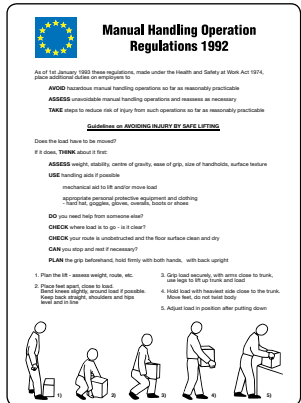 Manual Handling Operation
Regulations 1992
As of 1st January 1993 these regulations, made under the Health and Safety at Work Act 1974,
place additional duties on employers to
AVOID hazardous manual handling operations so far as reasonably practicable
ASSESS unavoidable manual handling operations and reassess as necessary
TAKE steps to reduce risk of injury from such operations so far as reasonably practicable
Guidelines on AVOIDING INJURY BY SAFE LIFTING
Does the load have to be moved?
If it does, THINK about it first:
ASSESS weight, stability, centre of gravity, ease of grip, size of handholds, surface texture
USE handling aids if possible
mechanical aid to lift and/or move load
appropriate personal protective equipment and clothing
- hard hat, goggles, gloves, overalls, boots or shoes
DO you need help from someone else?
CHECK where load is to go - is it clear?
CHECK your route is unobstructed and the floor surface clean and dry
CAN you stop and rest if necessary?
PLAN the grip beforehand, hold firmly with both hands, with back upright
1. Plan the lift - assess weight, route, etc.
2. Place feet apart, close to load.
Bend knees slightly, around load if possible.
Keep back straight, shoulders and hips
level and in line
3. Grip load securely, with arms close to trunk,
use legs to lift up trunk and load
4. Hold load with heaviest side close to the trunk.
Move feet, do not twist body
5. Adjust load in position after putting down
1)
2)
3)
4)
5)